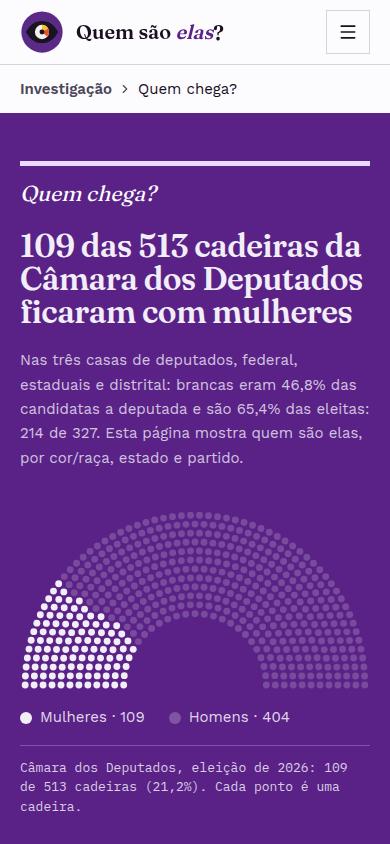 Quem são elas?
Investigação > Quem chega?
Quem chega?
109 das 513 cadeiras da
Câmara dos Deputados
ficaram com mulheres
Nas três casas de deputados, federal,
estaduais e distrital: brancas eram 46,8% das
candidatas a deputada e são 65,4% das eleitas:
214 de 327. Esta página mostra quem são elas,
por cor/raça, estado e partido.
Mulheres · 109 Homens · 404
Câmara dos Deputados, eleição de 2026: 109
de 513 cadeiras (21,2%). Cada ponto é uma
cadeira.